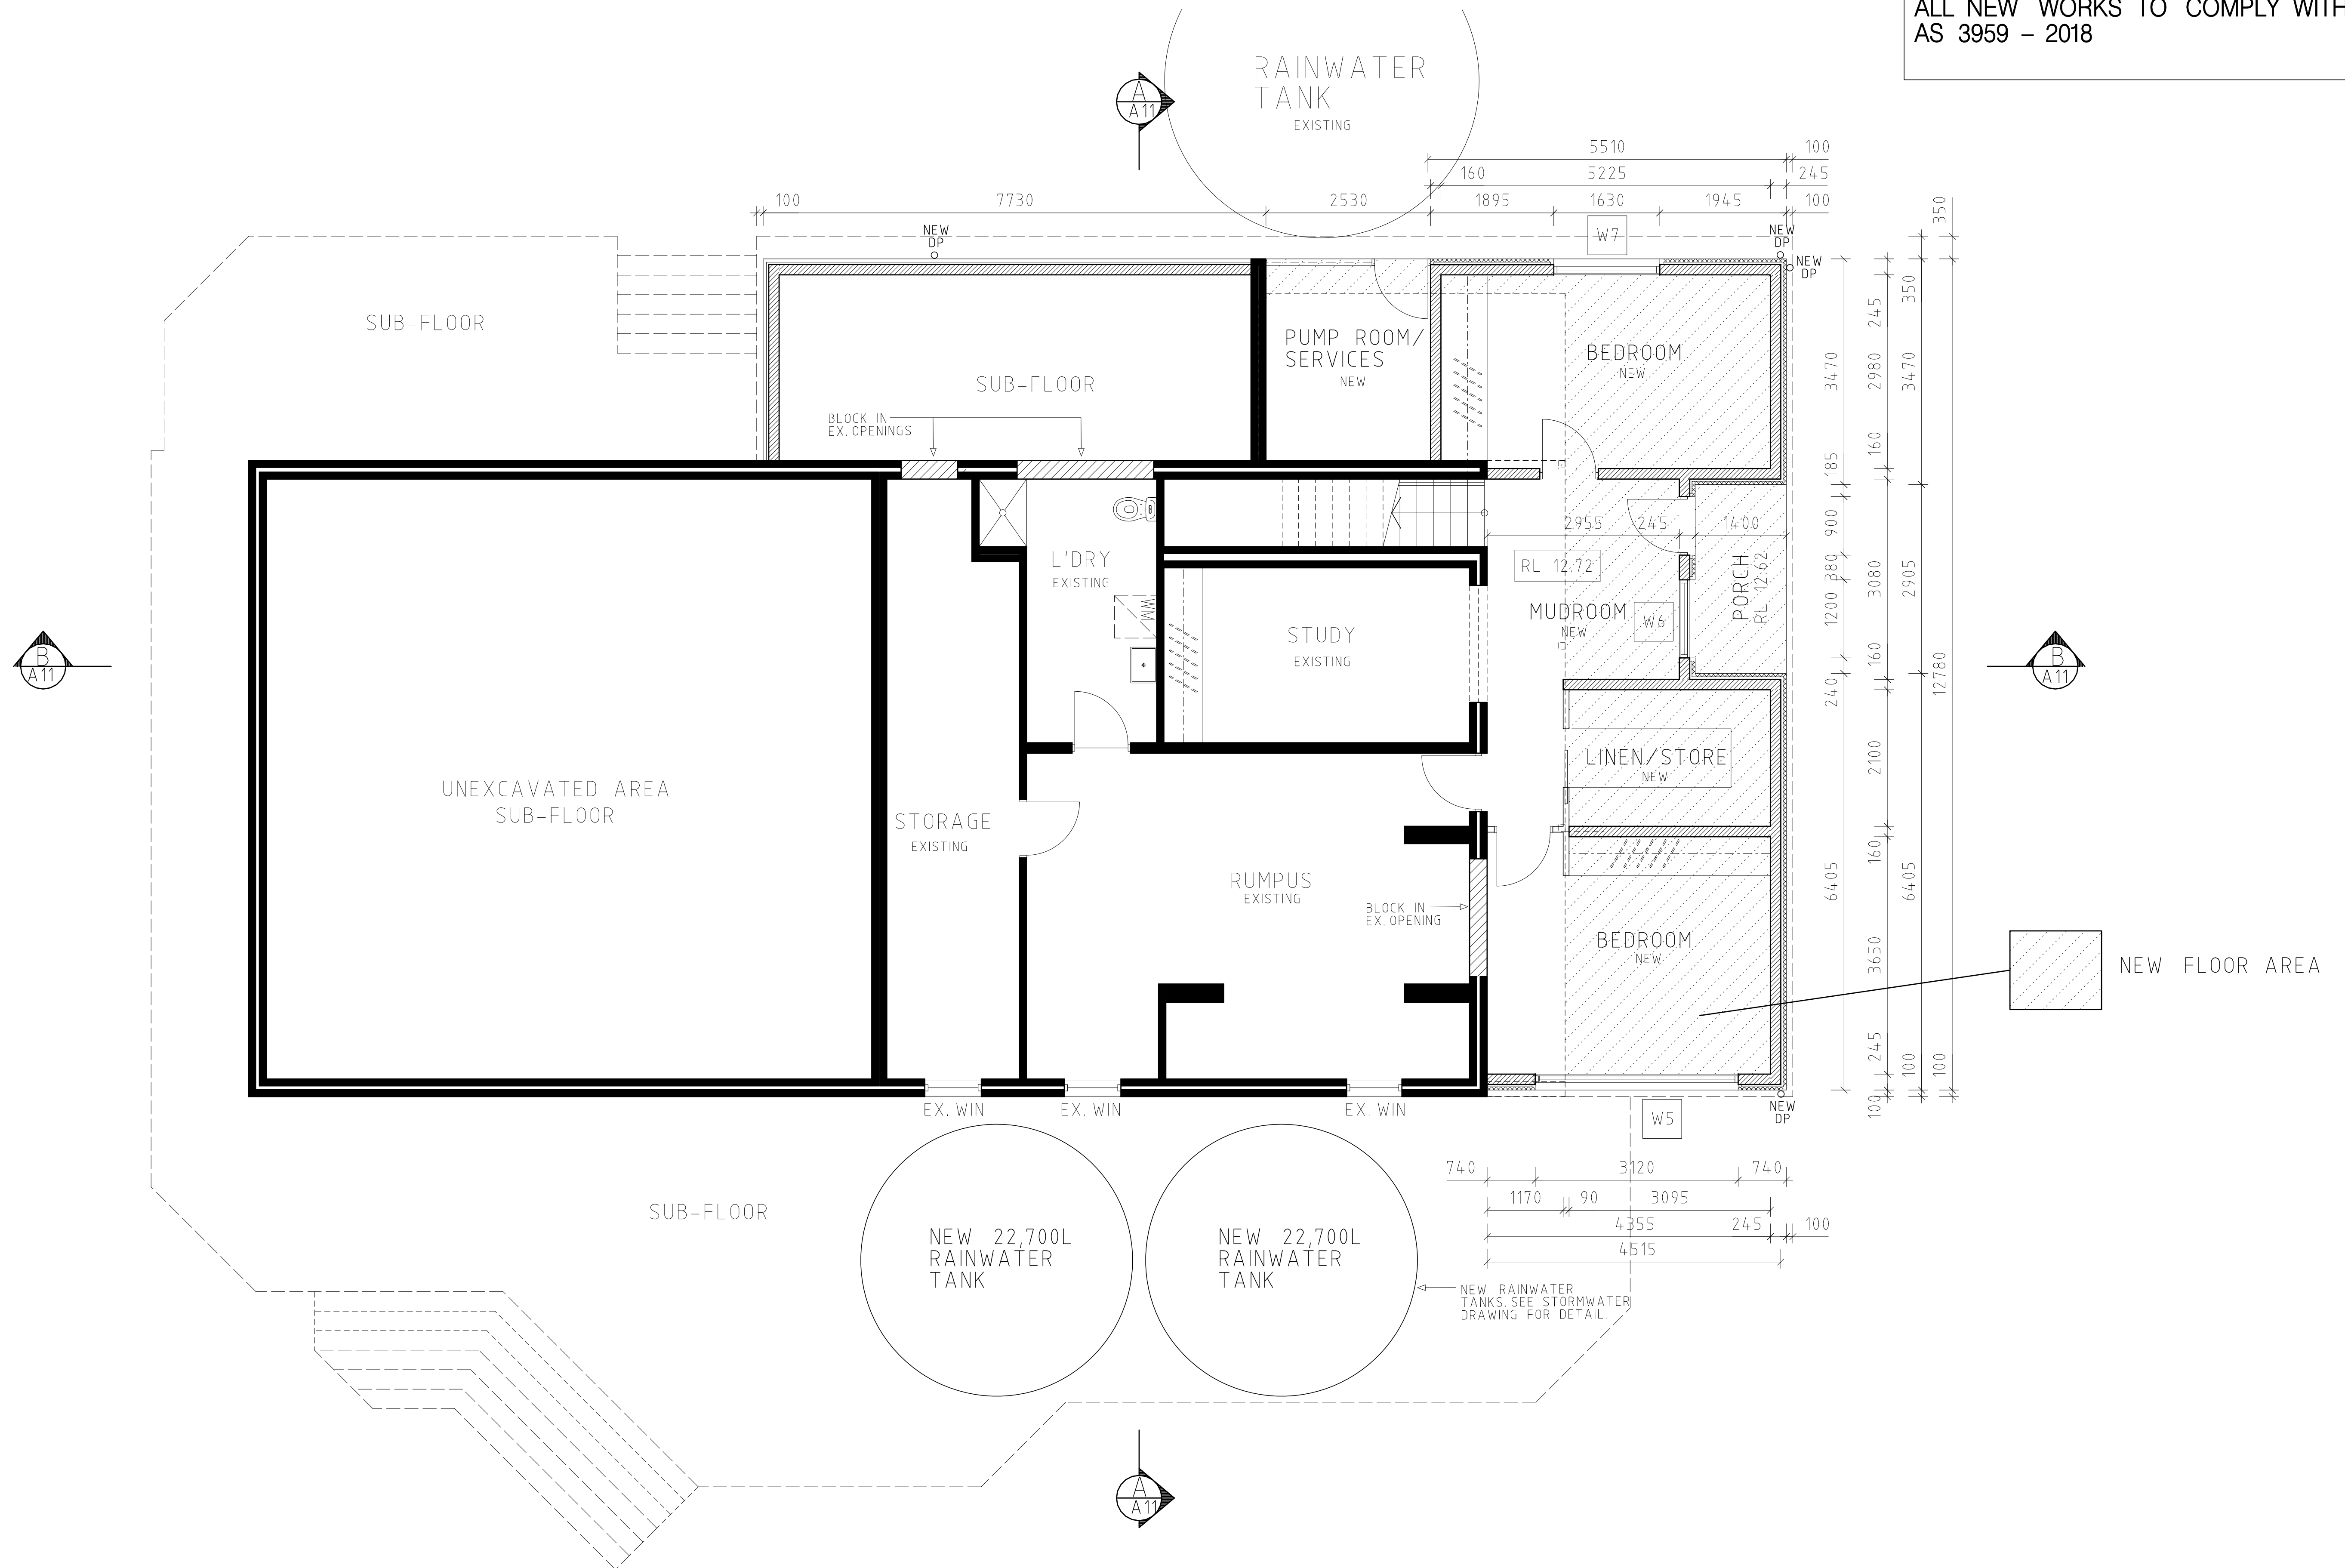 ALL NEW WORKS TO COMPLY WITH
AS 3959 – 2018
RAINWATER
TANK
EXISTING
A
A11
5510
100
160
5225
245
100
7730
2530
1895
1630
1945
100
NEW
DP
W7
NEW
DP
NEW
DP
SUB-FLOOR
SUB-FLOOR
BLOCK IN
EX. OPENINGS
PUMP ROOM/
SERVICES
NEW
BEDROOM
NEW
350
350
245
3470
2980
3470
160
185
900
380
3080
2905
1200
160
240
12780
2100
160
6405
6405
3650
245
100
100
100
2955
245
1400
L'DRY
EXISTING
WM
STUDY
EXISTING
RL 12.72
MUDROOM
NEW
W6
PORCH
RL 12.62
B
A11
B
A11
LINEN/STORE
NEW
UNEXCAVATED AREA
SUB-FLOOR
STORAGE
EXISTING
RUMPUS
EXISTING
BLOCK IN
EX. OPENING
BEDROOM
NEW
NEW FLOOR AREA
EX. WIN
EX. WIN
EX. WIN
W5
NEW
DP
740
3120
740
1170
90
3095
4355
245
100
4515
SUB-FLOOR
NEW 22,700L
RAINWATER
TANK
NEW 22,700L
RAINWATER
TANK
NEW RAINWATER
TANKS. SEE STORMWATER
DRAWING FOR DETAIL.
A
A11